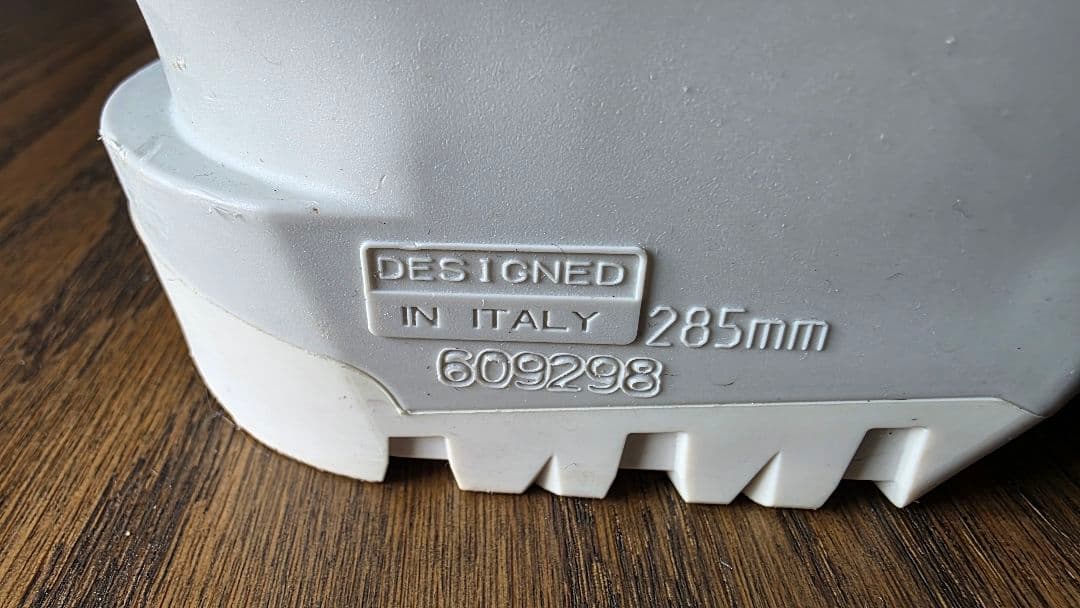 DESIGNED
IN ITALY
285mm
609298